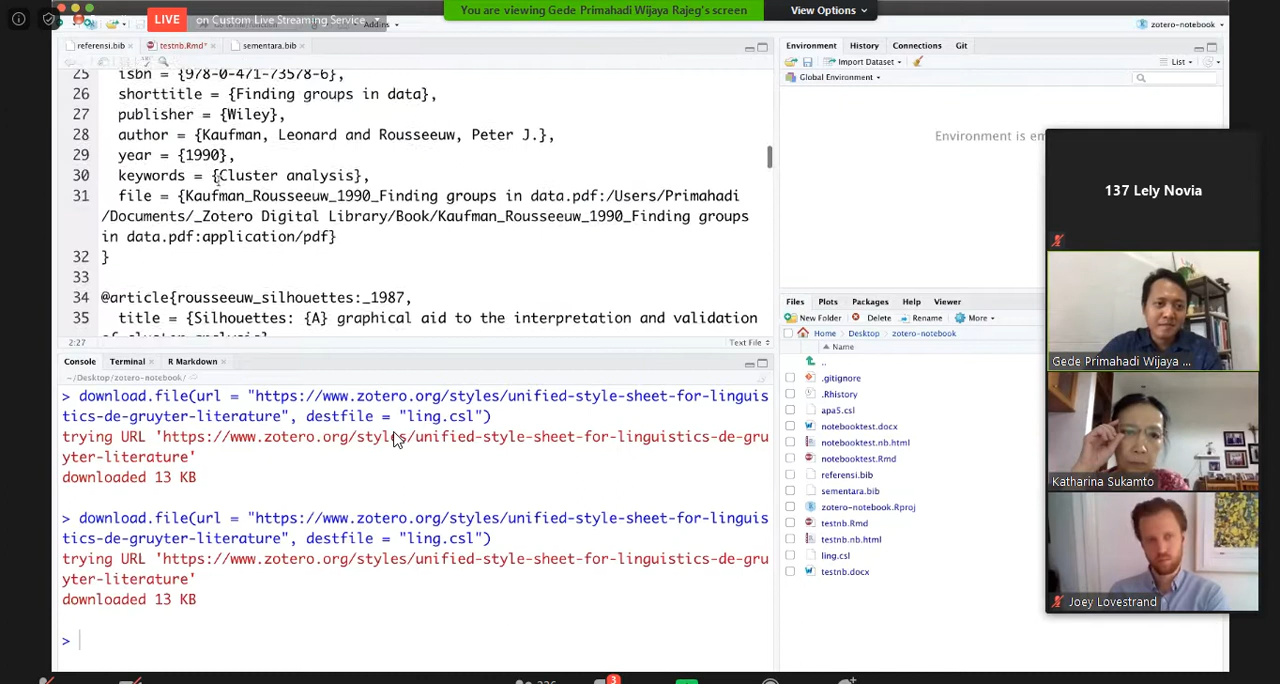 LIVE
on Custom Live Streaming Service
You are viewing Gede Primahadi Wijaya Rajeg's screen
View Options
Addins
zotero-notebook
referensi.bib
testnb.Rmd*
sementara.bib
25 isbn = {978-0-471-73578-6},
26 shorttitle = {Finding groups in data},
27 publisher = {Wiley},
28 author = {Kaufman, Leonard and Rousseeuw, Peter J.},
29 year = {1990},
30 keywords = {Cluster analysis},
31 file = {Kaufman_Rousseeuw_1990_Finding groups in data.pdf:/Users/Primahadi
/Documents/_Zotero Digital Library/Book/Kaufman_Rousseeuw_1990_Finding groups
in data.pdf:application/pdf}
32 }
33
34 @article{rousseeuw_silhouettes:_1987,
35 title = {Silhouettes: {A} graphical aid to the interpretation and validation
of cluster analysis}
2:27
Text File
Console
Terminal
R Markdown
~/Desktop/zotero-notebook/
> download.file(url = "https://www.zotero.org/styles/unified-style-sheet-for-linguis
tics-de-gruyter-literature", destfile = "ling.csl")
trying URL 'https://www.zotero.org/styles/unified-style-sheet-for-linguistics-de-gru
yter-literature'
downloaded 13 KB
> download.file(url = "https://www.zotero.org/styles/unified-style-sheet-for-linguis
tics-de-gruyter-literature", destfile = "ling.csl")
trying URL 'https://www.zotero.org/styles/unified-style-sheet-for-linguistics-de-gru
yter-literature'
downloaded 13 KB
>
Environment
History
Connections
Git
Import Dataset
List
Global Environment
Environment is em
Files
Plots
Packages
Help
Viewer
New Folder
Delete
Rename
More
Home
Desktop
zotero-notebook
Name
..
.gitignore
.Rhistory
apa5.csl
notebooktest.docx
notebooktest.nb.html
notebooktest.Rmd
referensi.bib
sementara.bib
zotero-notebook.Rproj
testnb.Rmd
testnb.nb.html
ling.csl
testnb.docx
137 Lely Novia
Gede Primahadi Wijaya ...
Katharina Sukamto
Joey Lovestrand
3